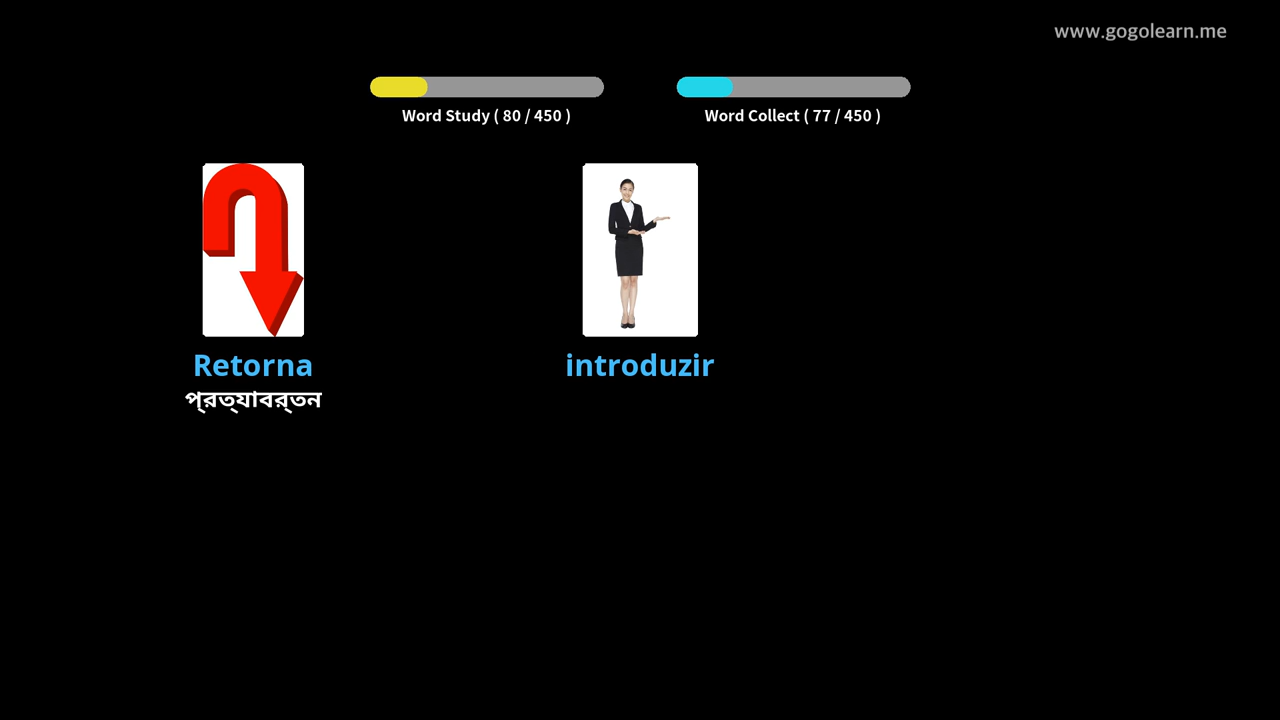 www.gogolearn.me
Word Study ( 80 / 450 )
Word Collect ( 77 / 450 )
Retorna
প্রত্যাবর্তন
introduzir